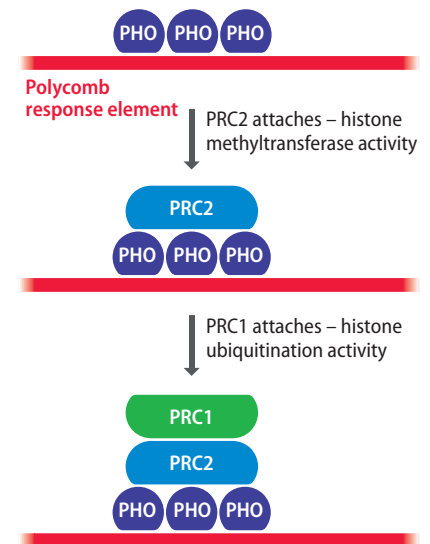 PHO PHO PHO
Polycomb
response element
PRC2 attaches – histone
methyltransferase activity
PRC2
PHO PHO PHO
PRC1 attaches – histone
ubiquitination activity
PRC1
PRC2
PHO PHO PHO